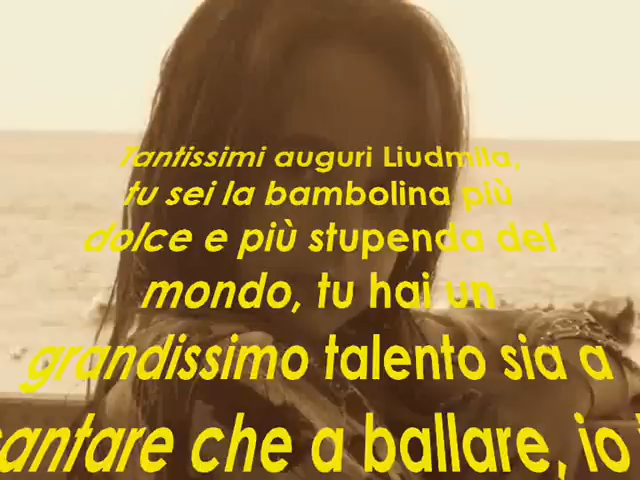 Tantissimi auguri Liudmila,
tu sei la bambolina più
dolce e più stupenda del
mondo, tu hai un
grandissimo talento sia a
cantare che a ballare, io